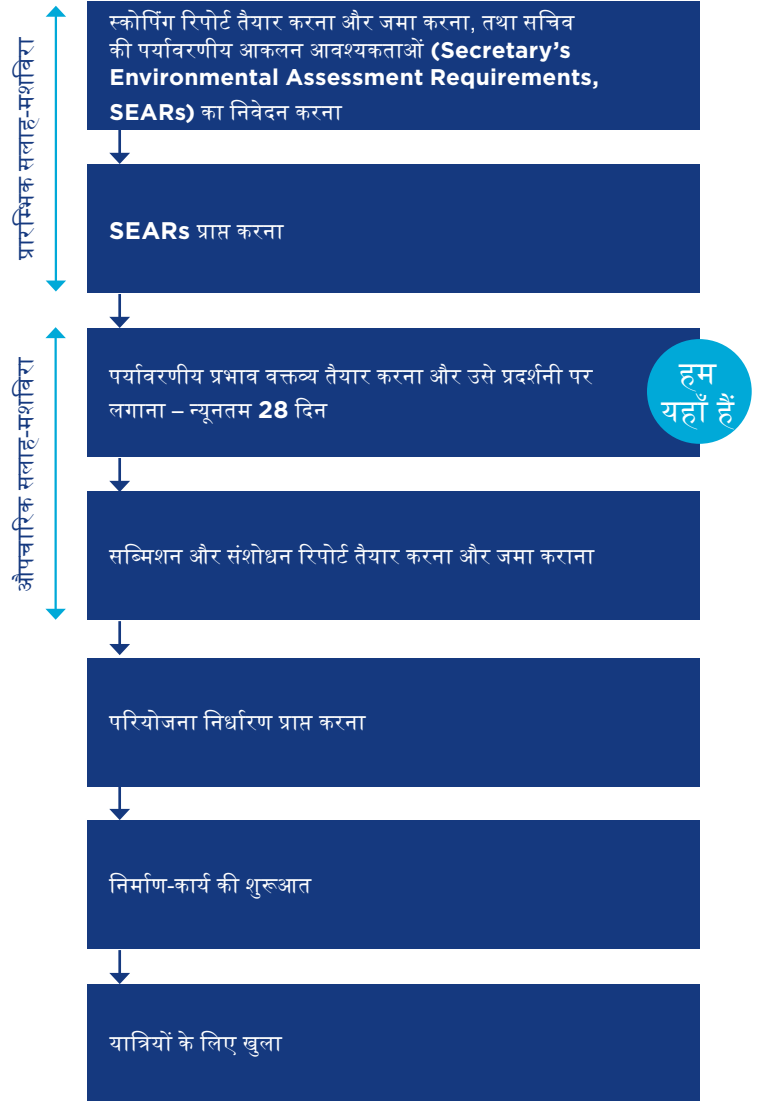 प्रारम्भिक सलाह-मशविरा
स्कोपिंग रिपोर्ट तैयार करना और जमा करना, तथा सचिव
की पर्यावरणीय आकलन आवश्यकताओं (Secretary’s
Environmental Assessment Requirements,
SEARs) का निवेदन करना
SEARs प्राप्त करना
औपचारिक सलाह-मशविरा
पर्यावरणीय प्रभाव वक्तव्य तैयार करना और उसे प्रदर्शनी पर
लगाना – न्यूनतम 28 दिन
हम
यहाँ हैं
सब्मिशन और संशोधन रिपोर्ट तैयार करना और जमा कराना
परियोजना निर्धारण प्राप्त करना
निर्माण-कार्य की शुरूआत
यात्रियों के लिए खुला